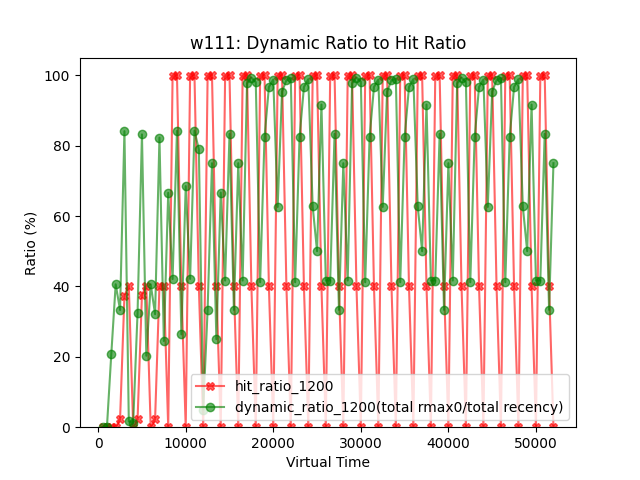 w111: Dynamic Ratio to Hit Ratio
Ratio (%)
100
80
60
40
20
0
hit_ratio_1200
dynamic_ratio_1200(total rmax0/total recency)
0 10000 20000 30000 40000 50000
Virtual Time